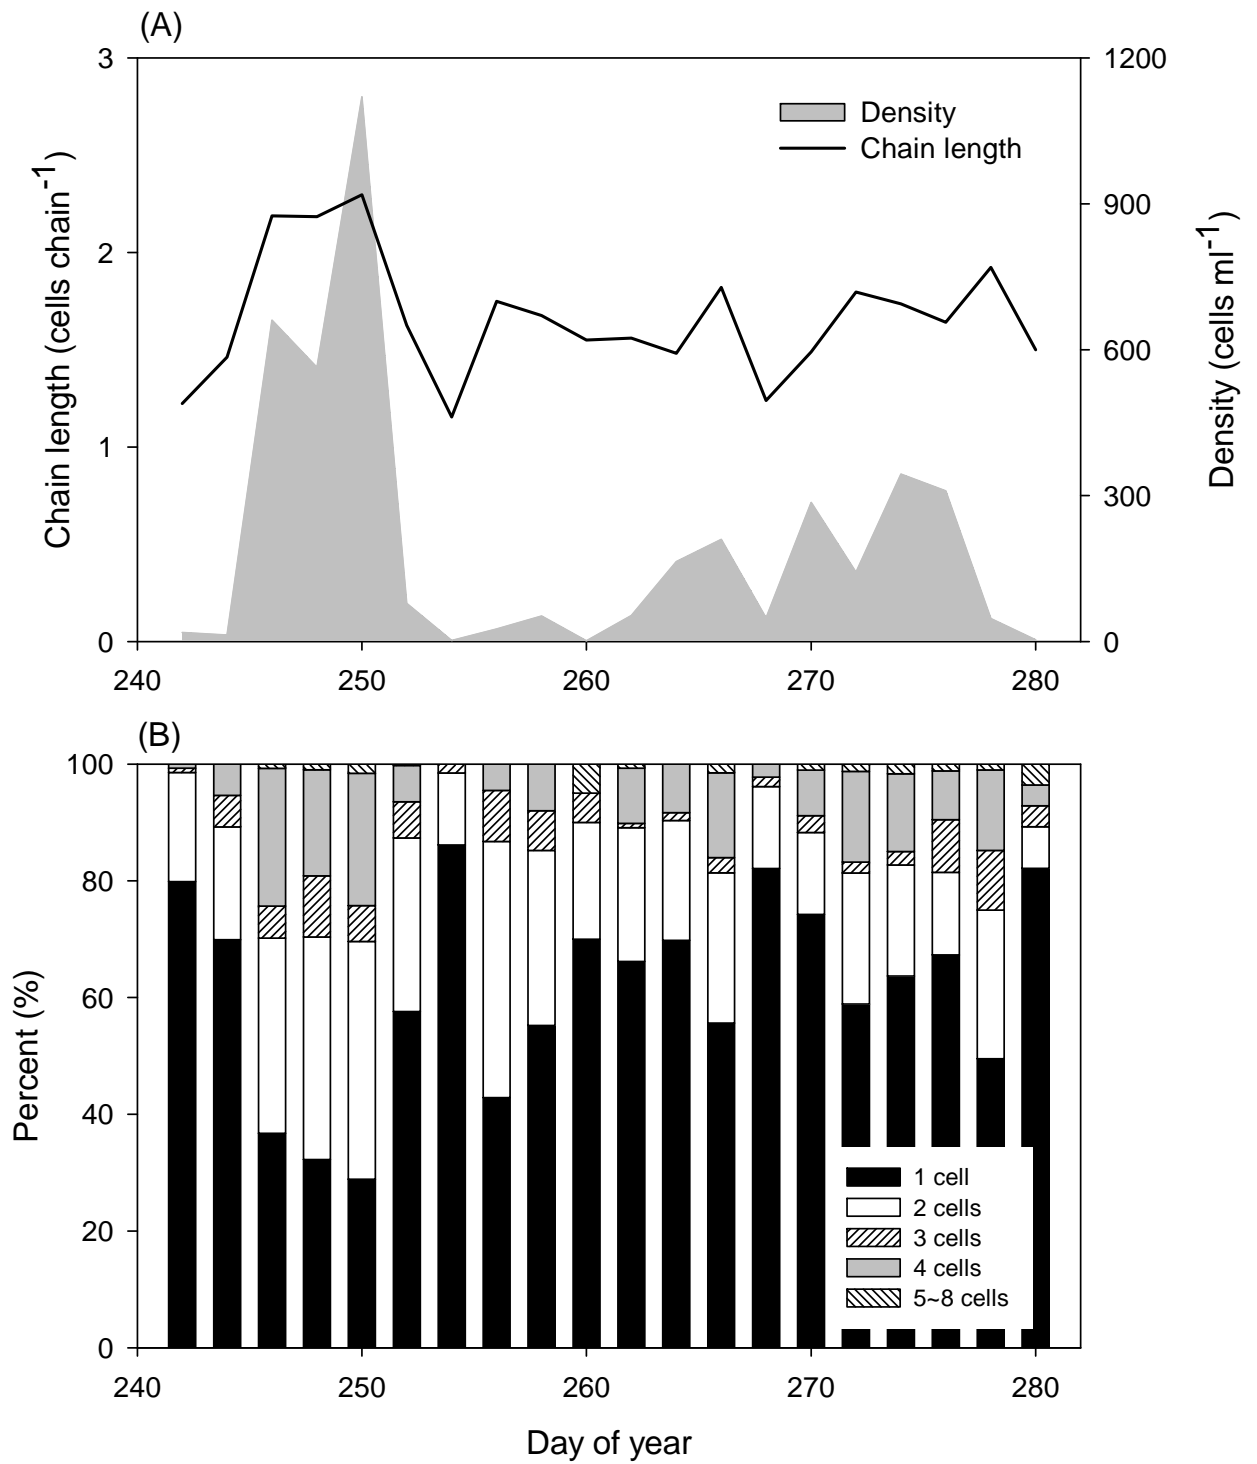 (A)
3
2
1
0
Chain length (cells chain-1)
1200
900
600
300
0
Density (cells ml-1)
Density
Chain length
240
250
260
270
280
(B)
100
80
60
40
20
0
Percent (%)
1 cell
2 cells
3 cells
4 cells
5~8 cells
240
250
260
270
280
Day of year